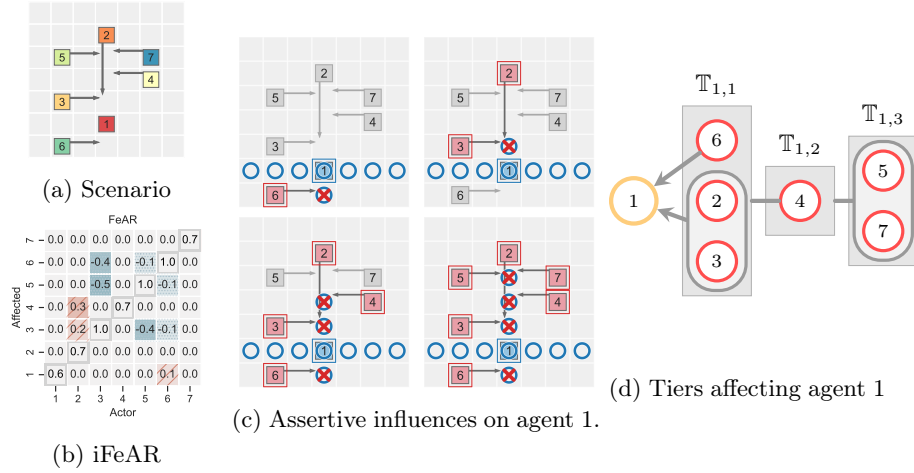 2
5
7
4
3
1
6
(a) Scenario
FeAR
Affected
7 0.0 0.0 0.0 0.0 0.0 0.0 0.7
6 0.0 0.0 -0.4 0.0 -0.1 1.0 0.0
5 0.0 0.0 -0.5 0.0 1.0 -0.1 0.0
4 0.0 0.3 0.0 0.7 0.0 0.0 0.0
3 0.0 0.2 1.0 0.0 -0.4 -0.1 0.0
2 0.0 0.7 0.0 0.0 0.0 0.0 0.0
1 0.6 0.0 0.0 0.0 0.0 0.1 0.0
1 2 3 4 5 6 7
Actor
(b) iFeAR
2
5 7
4
3
1
6
2
5 7
4
3
1
6
2
5 7
4
3
1
6
2
5 7
4
3
1
6
(c) Assertive influences on agent 1.
𝕋1,1
𝕋1,2
𝕋1,3
6
1
2
3
4
5
7
(d) Tiers affecting agent 1